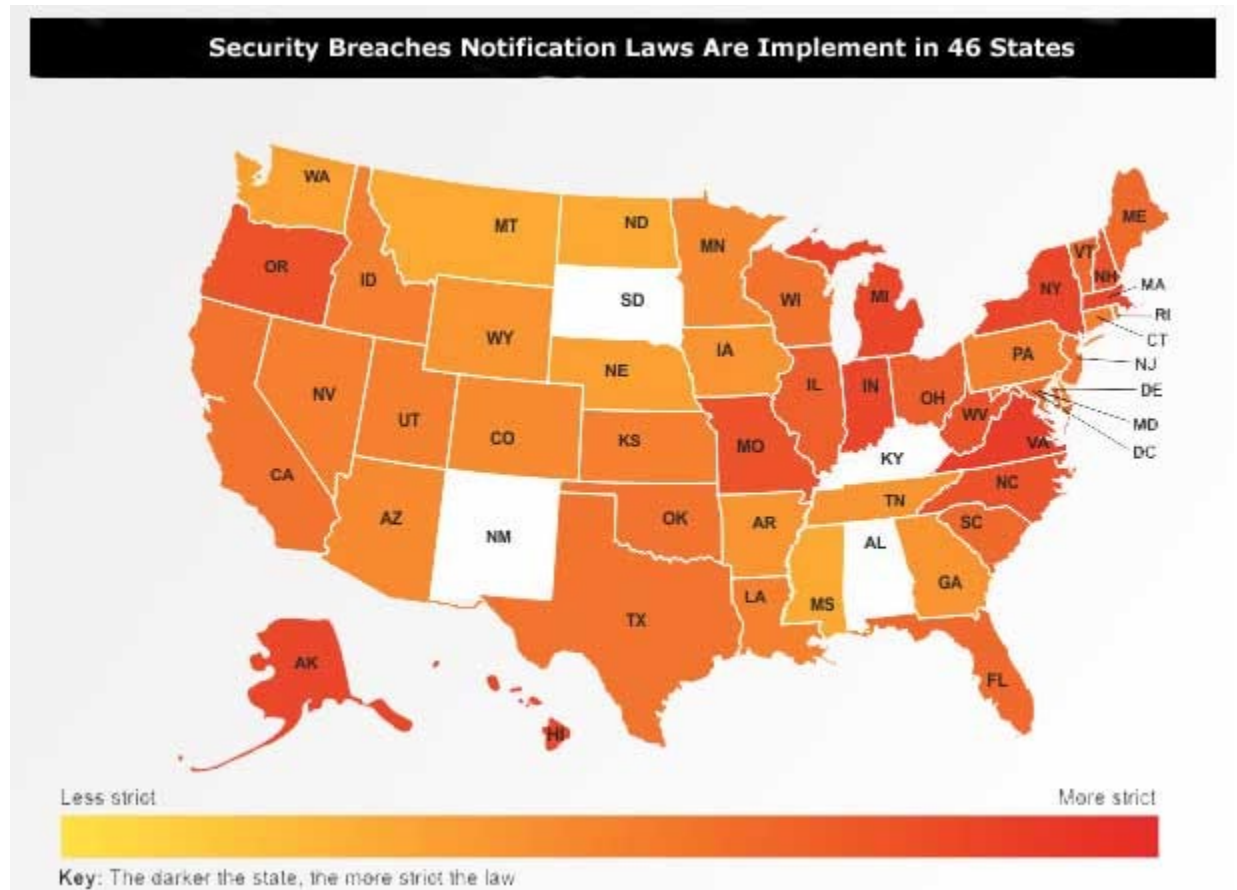 Security Breaches Notification Laws Are Implement in 46 States
WA
MT
ND
MN
ME
VT
NH
OR
ID
SD
WI
MI
NY
MA
RI
WY
CT
IA
PA
NJ
NE
DE
NV
UT
CO
KS
MO
IL
IN
OH
WV
MD
VA
DC
CA
KY
NC
AZ
NM
OK
AR
TN
SC
AL
GA
TX
LA
MS
FL
AK
HI
Less strict
More strict
Key: The darker the state, the more strict the law